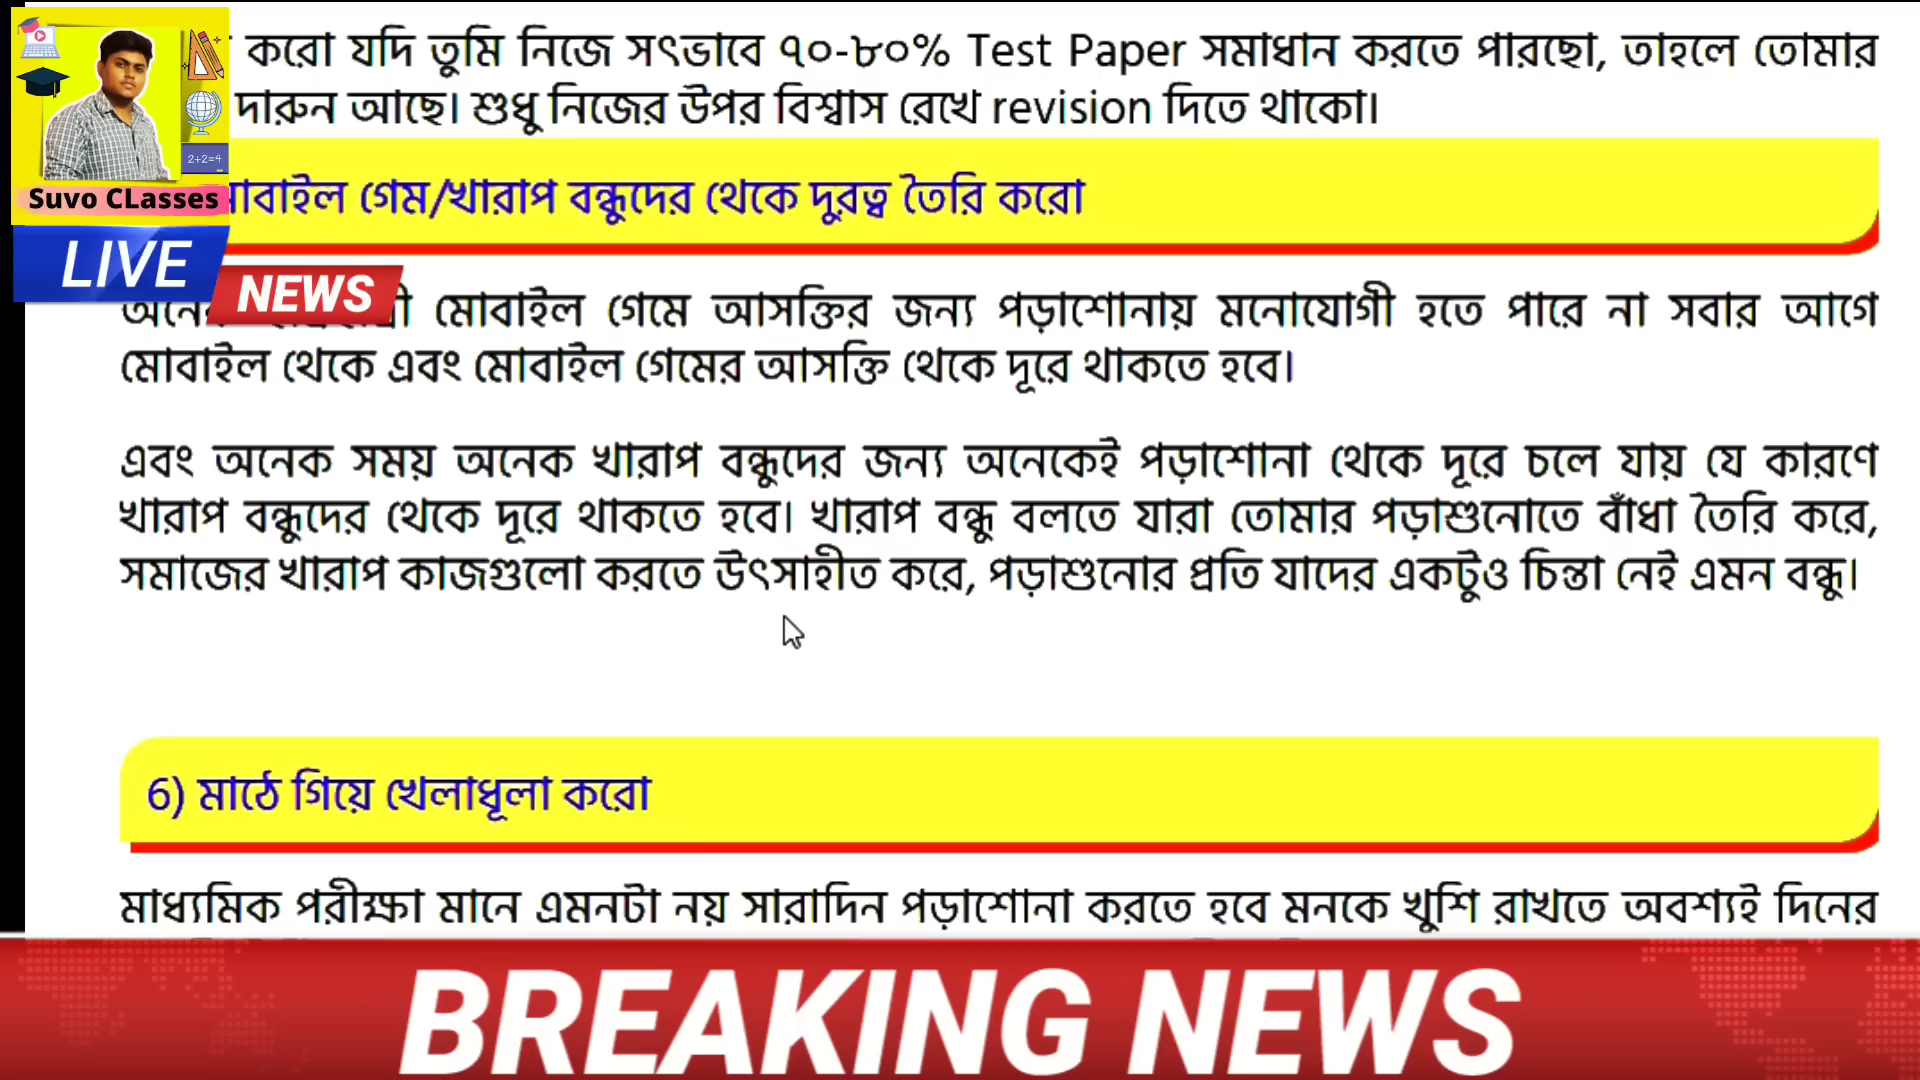 করো যদি তুমি নিজে সৎভাবে ৭০-৮০% Test Paper সমাধান করতে পারছো, তাহলে তোমার
দারুন আছে। শুধু নিজের উপর বিশ্বাস রেখে revision দিতে থাকো।
2+2=4
Suvo CLasses
মোবাইল গেম/খারাপ বন্ধুদের থেকে দুরত্ব তৈরি করো
LIVE
NEWS
অনেক মোবাইল গেমে আসক্তির জন্য পড়াশোনায় মনোযোগী হতে পারে না সবার আগে
মোবাইল থেকে এবং মোবাইল গেমের আসক্তি থেকে দূরে থাকতে হবে।
এবং অনেক সময় অনেক খারাপ বন্ধুদের জন্য অনেকেই পড়াশোনা থেকে দূরে চলে যায় যে কারণে
খারাপ বন্ধুদের থেকে দূরে থাকতে হবে। খারাপ বন্ধু বলতে যারা তোমার পড়াশুনোতে বাঁধা তৈরি করে,
সমাজের খারাপ কাজগুলো করতে উৎসাহীত করে, পড়াশুনোর প্রতি যাদের একটুও চিন্তা নেই এমন বন্ধু।
6) মাঠে গিয়ে খেলাধূলা করো
মাধ্যমিক পরীক্ষা মানে এমনটা নয় সারাদিন পড়াশোনা করতে হবে মনকে খুশি রাখতে অবশ্যই দিনের
BREAKING NEWS